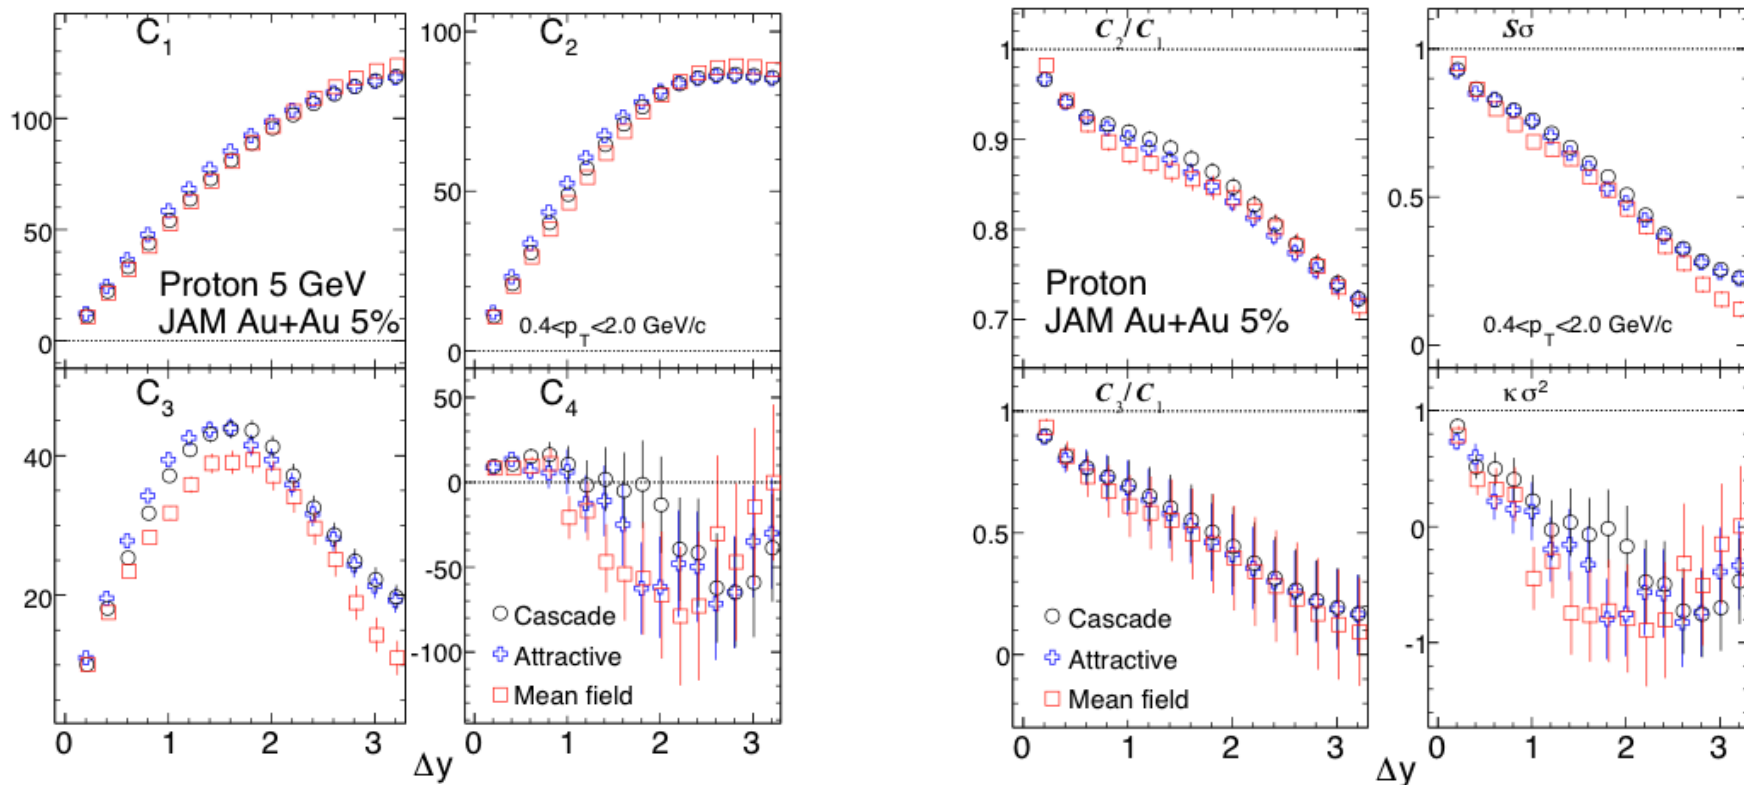 C1
C2
100
50
0
Proton 5 GeV
JAM Au+Au 5%
100
50
0
0.4<pT<2.0 GeV/c
C3
C4
40
20
50
0
-50
-100
Cascade
Attractive
Mean field
0 1 2 3
0 1 2 3
Δy
C2/C1
Sσ
1
0.9
0.8
0.7
Proton
JAM Au+Au 5%
1
0.5
0
0.4<pT<2.0 GeV/c
C3/C1
κσ²
1
0.5
0
Cascade
Attractive
Mean field
1
0
-1
0 1 2 3
0 1 2 3
Δy